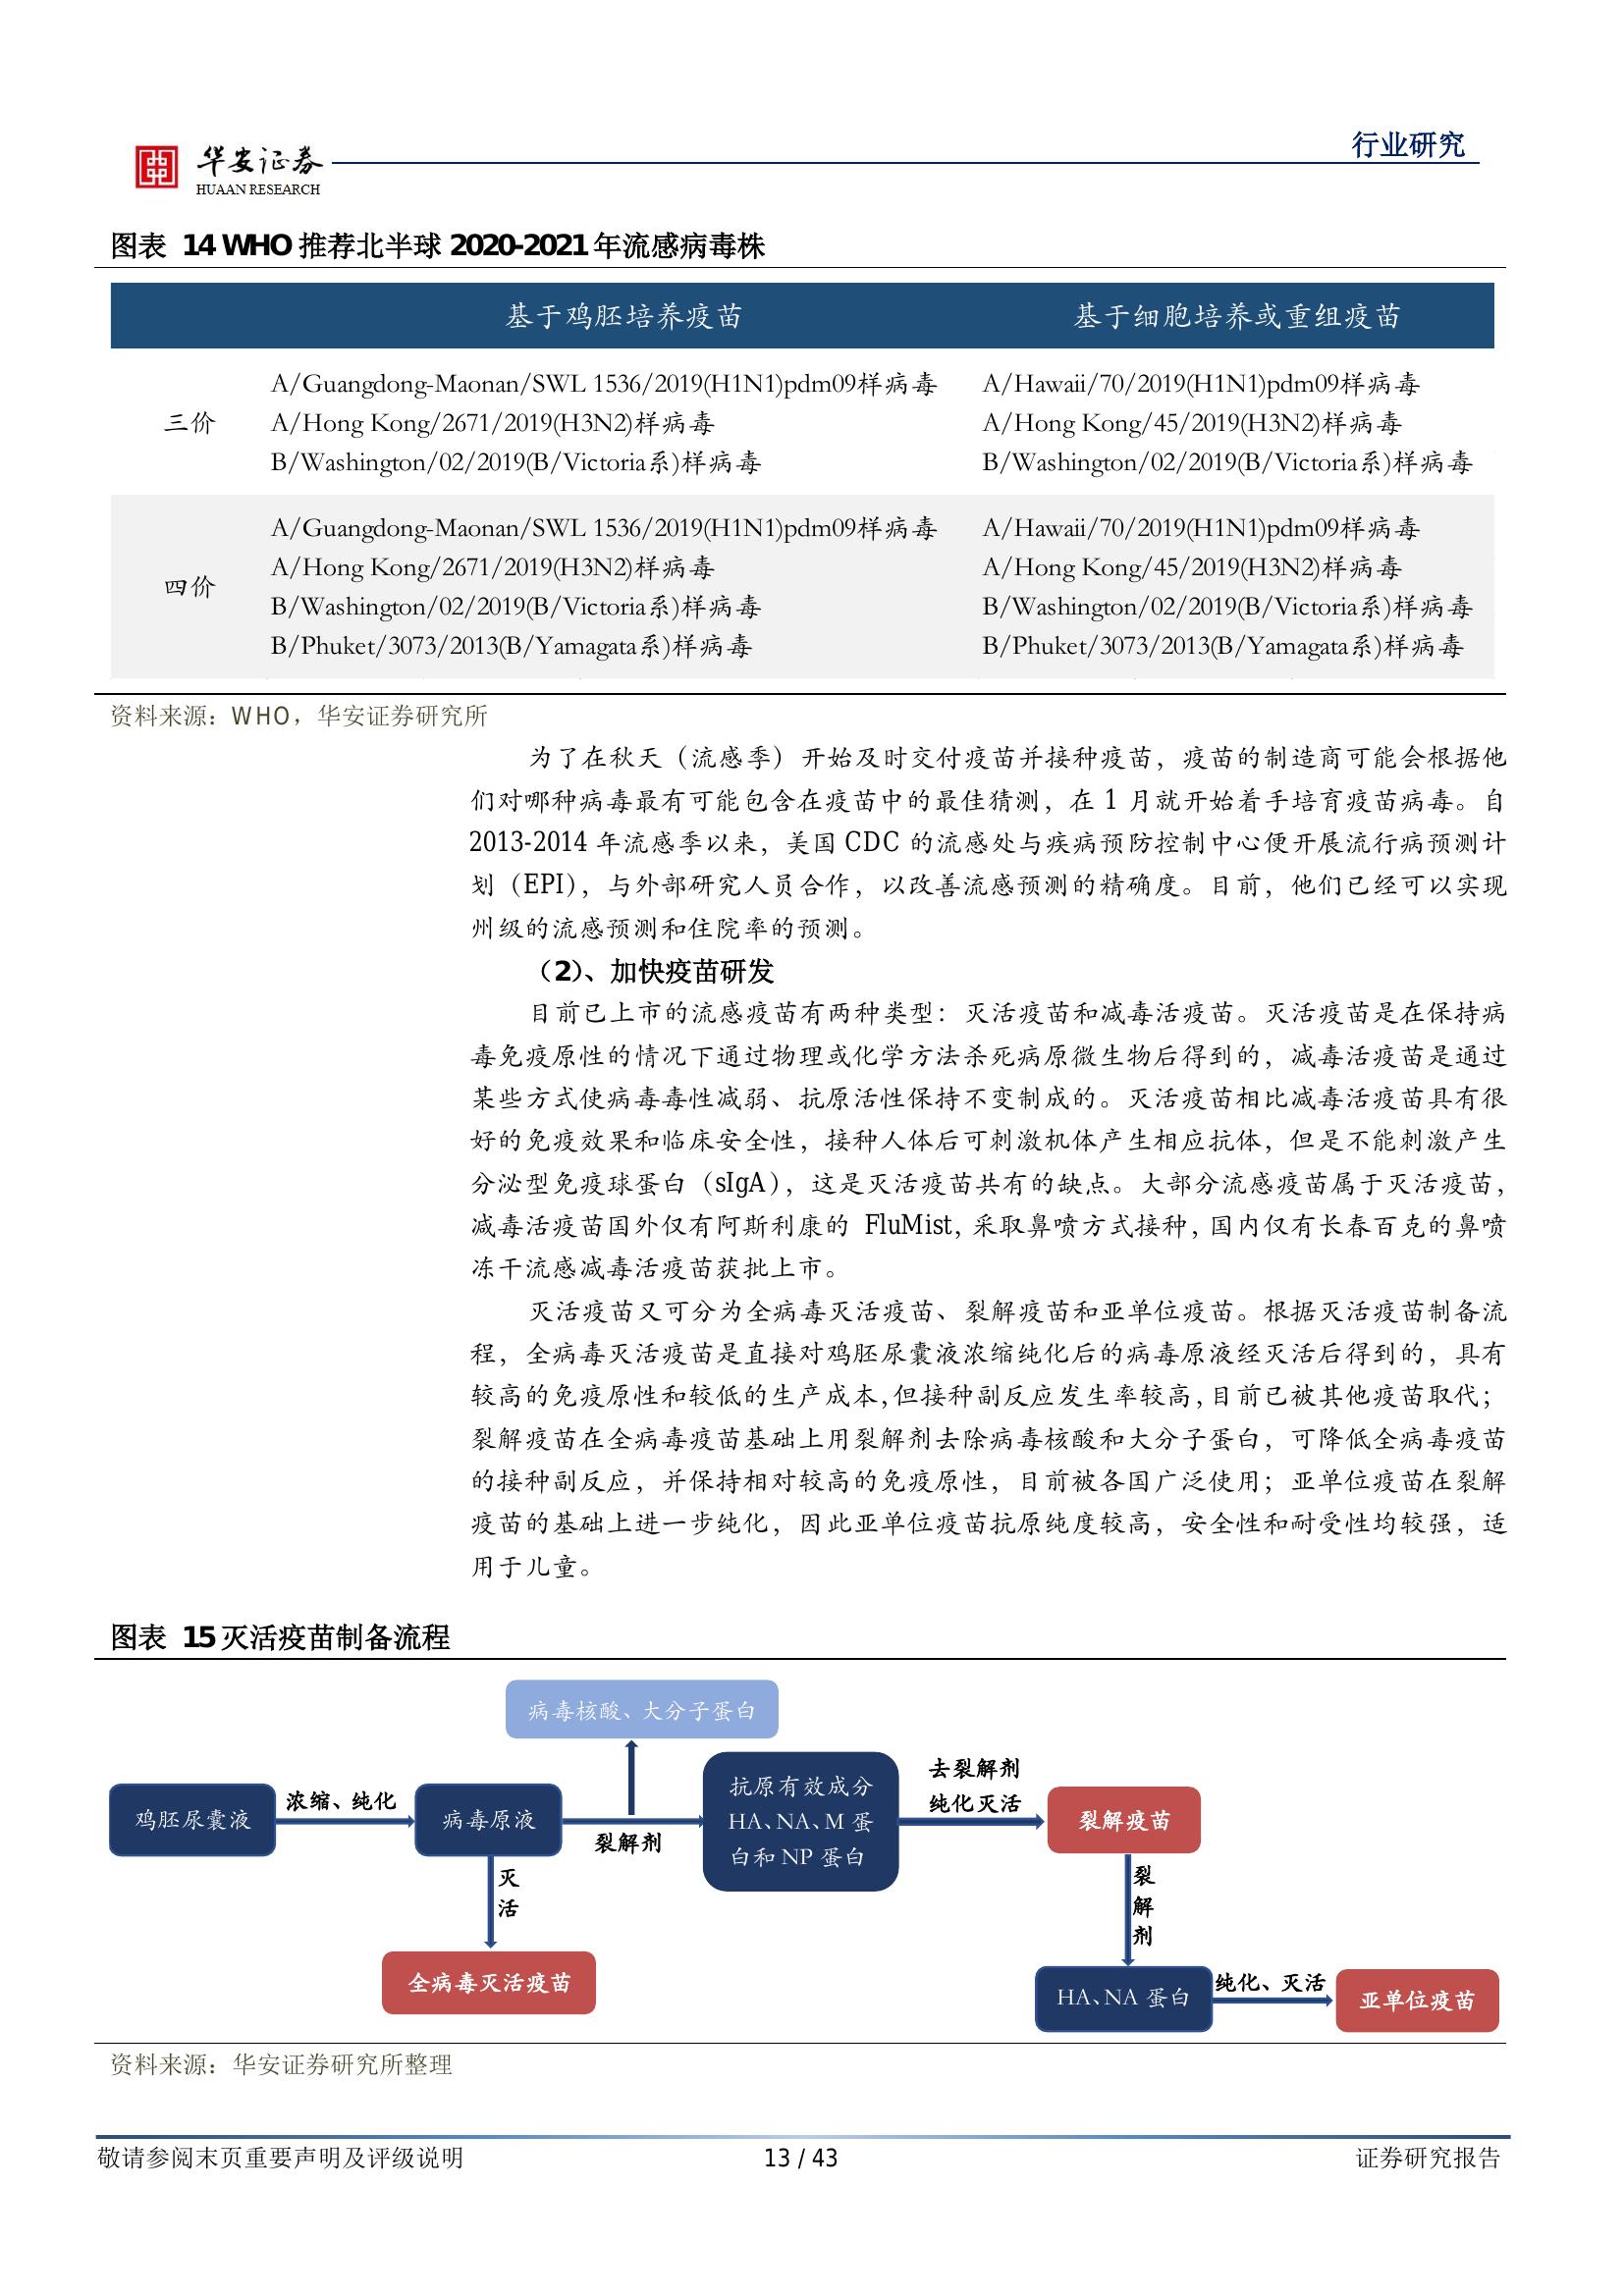 华安证券
HUAAN RESEARCH
行业研究
图表 14 WHO 推荐北半球 2020-2021 年流感病毒株
基于鸡胚培养疫苗 基于细胞培养或重组疫苗
三价
A/Guangdong-Maonan/SWL 1536/2019(H1N1)pdm09样病毒 A/Hawaii/70/2019(H1N1)pdm09样病毒
A/Hong Kong/2671/2019(H3N2)样病毒 A/Hong Kong/45/2019(H3N2)样病毒
B/Washington/02/2019(B/Victoria系)样病毒 B/Washington/02/2019(B/Victoria系)样病毒
四价
A/Guangdong-Maonan/SWL 1536/2019(H1N1)pdm09样病毒 A/Hawaii/70/2019(H1N1)pdm09样病毒
A/Hong Kong/2671/2019(H3N2)样病毒 A/Hong Kong/45/2019(H3N2)样病毒
B/Washington/02/2019(B/Victoria系)样病毒 B/Washington/02/2019(B/Victoria系)样病毒
B/Phuket/3073/2013(B/Yamagata系)样病毒 B/Phuket/3073/2013(B/Yamagata系)样病毒
资料来源：WHO，华安证券研究所
为了在秋天（流感季）开始及时交付疫苗并接种疫苗，疫苗的制造商可能会根据他
们对哪种病毒最有可能包含在疫苗中的最佳猜测，在 1 月就开始着手培育疫苗病毒。自
2013-2014 年流感季以来，美国 CDC 的流感处与疾病预防控制中心便开展流行病预测计
划（EPI），与外部研究人员合作，以改善流感预测的精确度。目前，他们已经可以实现
州级的流感预测和住院率的预测。
（2）、加快疫苗研发
目前已上市的流感疫苗有两种类型：灭活疫苗和减毒活疫苗。灭活疫苗是在保持病
毒免疫原性的情况下通过物理或化学方法杀死病原微生物后得到的，减毒活疫苗是通过
某些方式使病毒毒性减弱、抗原活性保持不变制成的。灭活疫苗相比减毒活疫苗具有很
好的免疫效果和临床安全性，接种人体后可刺激机体产生相应抗体，但是不能刺激产生
分泌型免疫球蛋白（sIgA），这是灭活疫苗共有的缺点。大部分流感疫苗属于灭活疫苗，
减毒活疫苗国外仅有阿斯利康的 FluMist，采取鼻喷方式接种，国内仅有长春百克的鼻喷
冻干流感减毒活疫苗获批上市。
灭活疫苗又可分为全病毒灭活疫苗、裂解疫苗和亚单位疫苗。根据灭活疫苗制备流
程，全病毒灭活疫苗是直接对鸡胚尿囊液浓缩纯化后的病毒原液经灭活后得到的，具有
较高的免疫原性和较低的生产成本，但接种副反应发生率较高，目前已被其他疫苗取代；
裂解疫苗在全病毒疫苗基础上用裂解剂去除病毒核酸和大分子蛋白，可降低全病毒疫苗
的接种副反应，并保持相对较高的免疫原性，目前被各国广泛使用；亚单位疫苗在裂解
疫苗的基础上进一步纯化，因此亚单位疫苗抗原纯度较高，安全性和耐受性均较强，适
用于儿童。
图表 15 灭活疫苗制备流程
病毒核酸、大分子蛋白
鸡胚尿囊液
浓缩、纯化
病毒原液
裂解剂
抗原有效成分
HA、NA、M 蛋
白和 NP 蛋白
去裂解剂
纯化灭活
裂解疫苗
灭
活
全病毒灭活疫苗
裂
解
剂
HA、NA 蛋白
纯化、灭活
亚单位疫苗
资料来源：华安证券研究所整理
敬请参阅末页重要声明及评级说明 13 / 43 证券研究报告